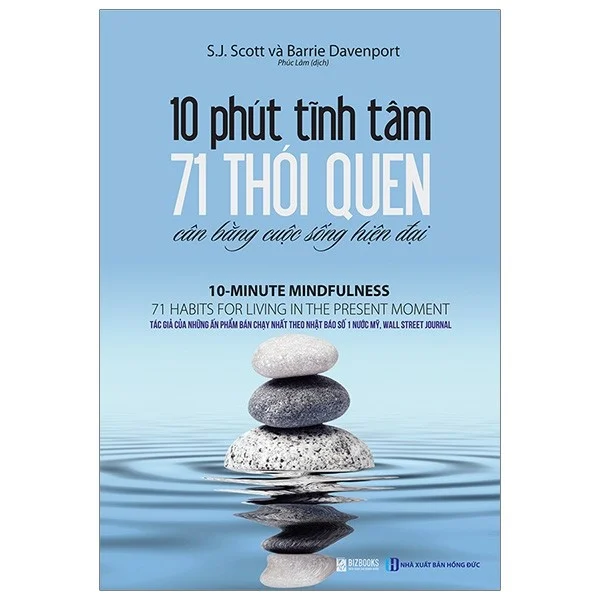 S.J. Scott và Barrie Davenport
Phúc Lâm (dịch)
10 phút tĩnh tâm
71 THÓI QUEN
cân bằng cuộc sống hiện đại
10-MINUTE MINDFULNESS
71 HABITS FOR LIVING IN THE PRESENT MOMENT
TÁC GIẢ CỦA NHỮNG ẤN PHẨM BÁN CHẠY NHẤT THEO NHẬT BÁO SỐ 1 NƯỚC MỸ, WALL STREET JOURNAL
BIZBOOKS
NHÀ XUẤT BẢN HỒNG ĐỨC